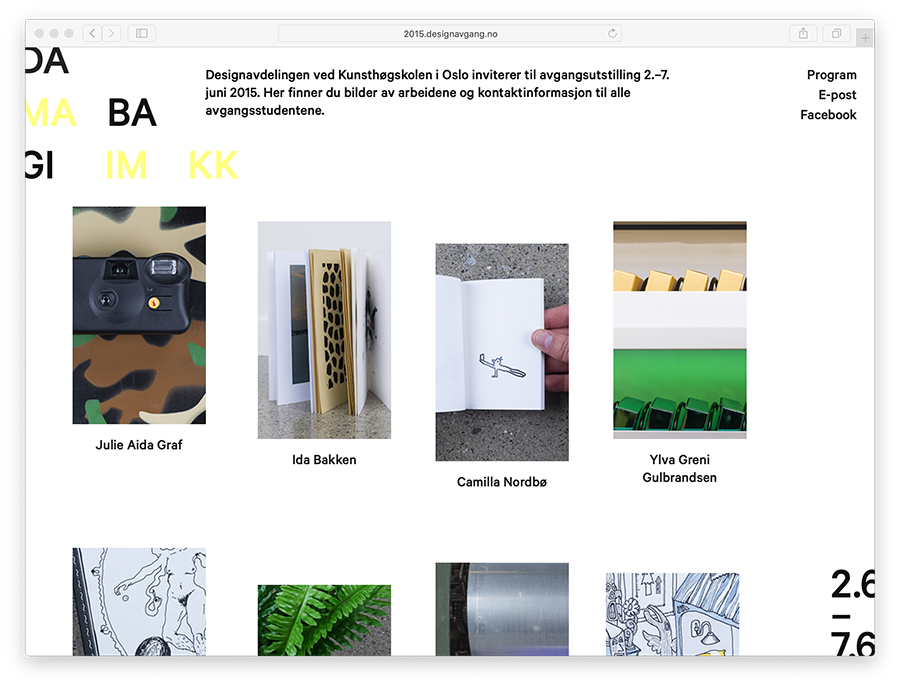 2015.designavgang.no
DA
MA BA
GI IM KK
Designavdelingen ved Kunsthøgskolen i Oslo inviterer til avgangsutstilling 2.–7.
juni 2015. Her finner du bilder av arbeidene og kontaktinformasjon til alle
avgangsstudentene.
Program
E-post
Facebook
Julie Aida Graf
Ida Bakken
Camilla Nordbø
Ylva Greni
Gulbrandsen
2.6
–
7.6